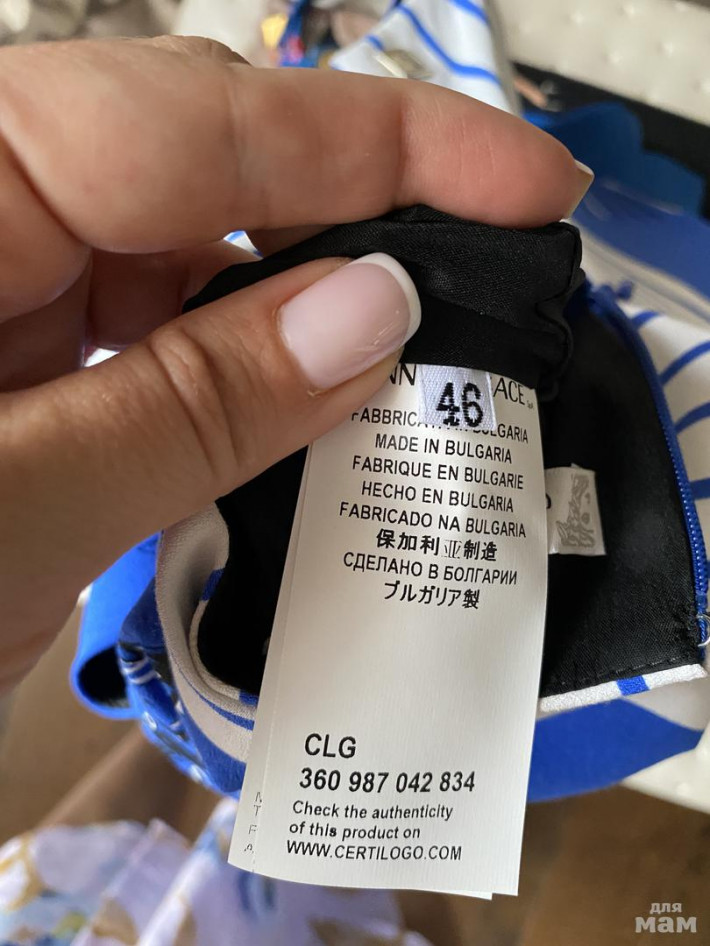 46
MADE IN BULGARIA
FABRIQUE EN BULGARIE
HECHO EN BULGARIA
FABRICADO NA BULGARIA
保加利亚制造
СДЕЛАНО В БОЛГАРИИ
ブルガリア製
CLG
360 987 042 834
Check the authenticity
of this product on
WWW.CERTILOGO.COM
для
мам